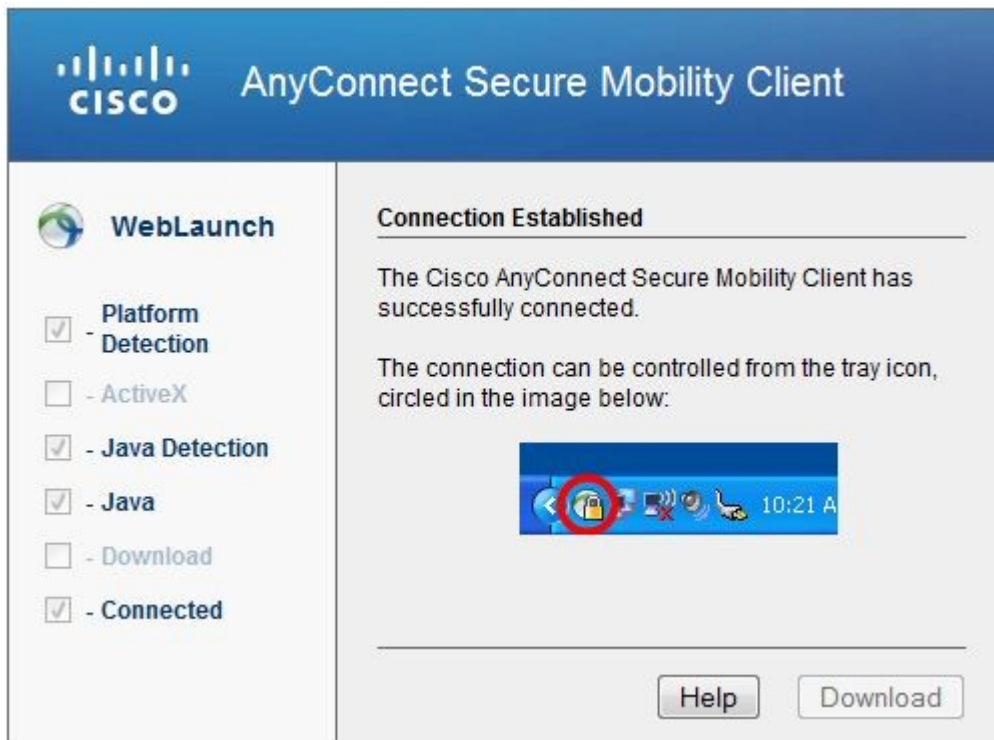 CISCO
AnyConnect Secure Mobility Client
WebLaunch
- Platform
Detection
- ActiveX
- Java Detection
- Java
- Download
- Connected
Connection Established
The Cisco AnyConnect Secure Mobility Client has
successfully connected.
The connection can be controlled from the tray icon,
circled in the image below:
10:21 A
Help
Download